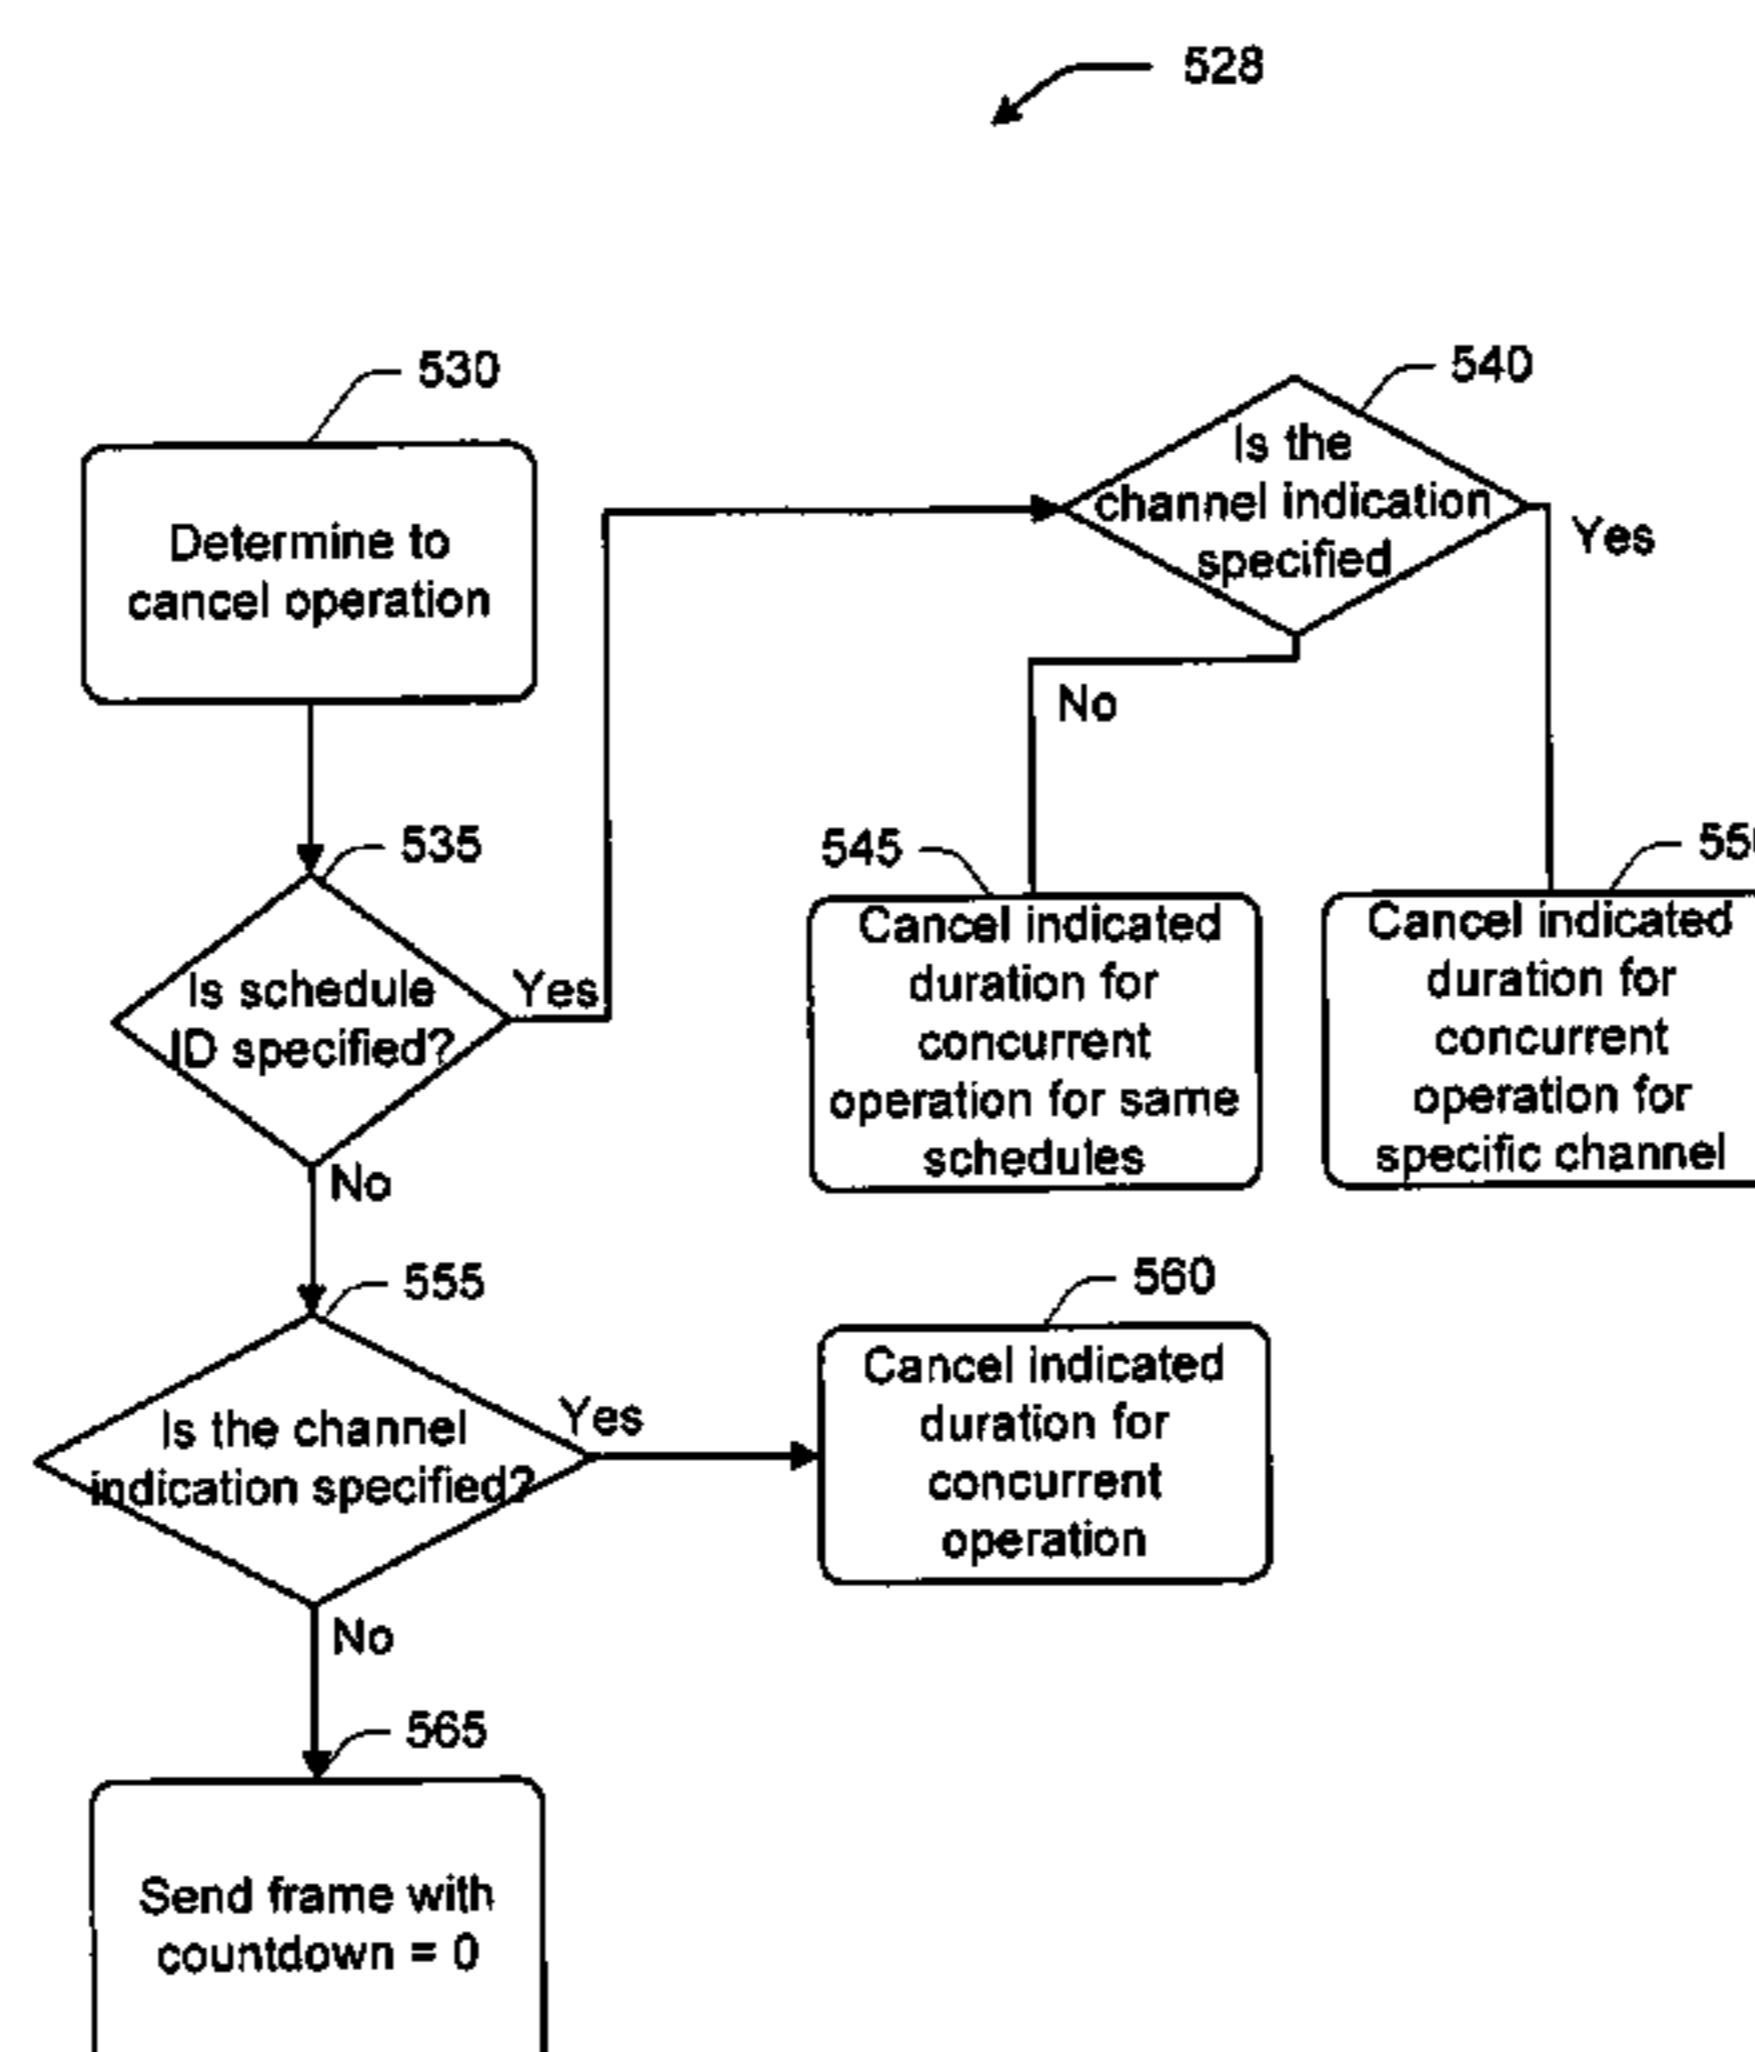 528
530
Determine to
cancel operation
540
Is the
channel indication
specified
Yes
No
535
Is schedule
ID specified?
Yes
No
545
Cancel indicated
duration for
concurrent
operation for same
schedules
Cancel indicated
duration for
concurrent
operation for
specific channel
555
Is the channel
indication specified?
Yes
No
560
Cancel indicated
duration for
concurrent
operation
565
Send frame with
countdown = 0